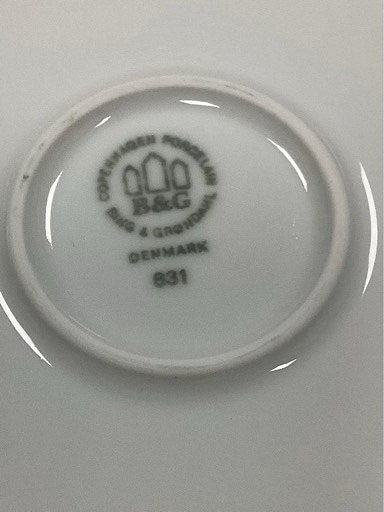 COPENHAGEN PORCELAIN
B&G
BING & GRØNDAHL
DENMARK
631